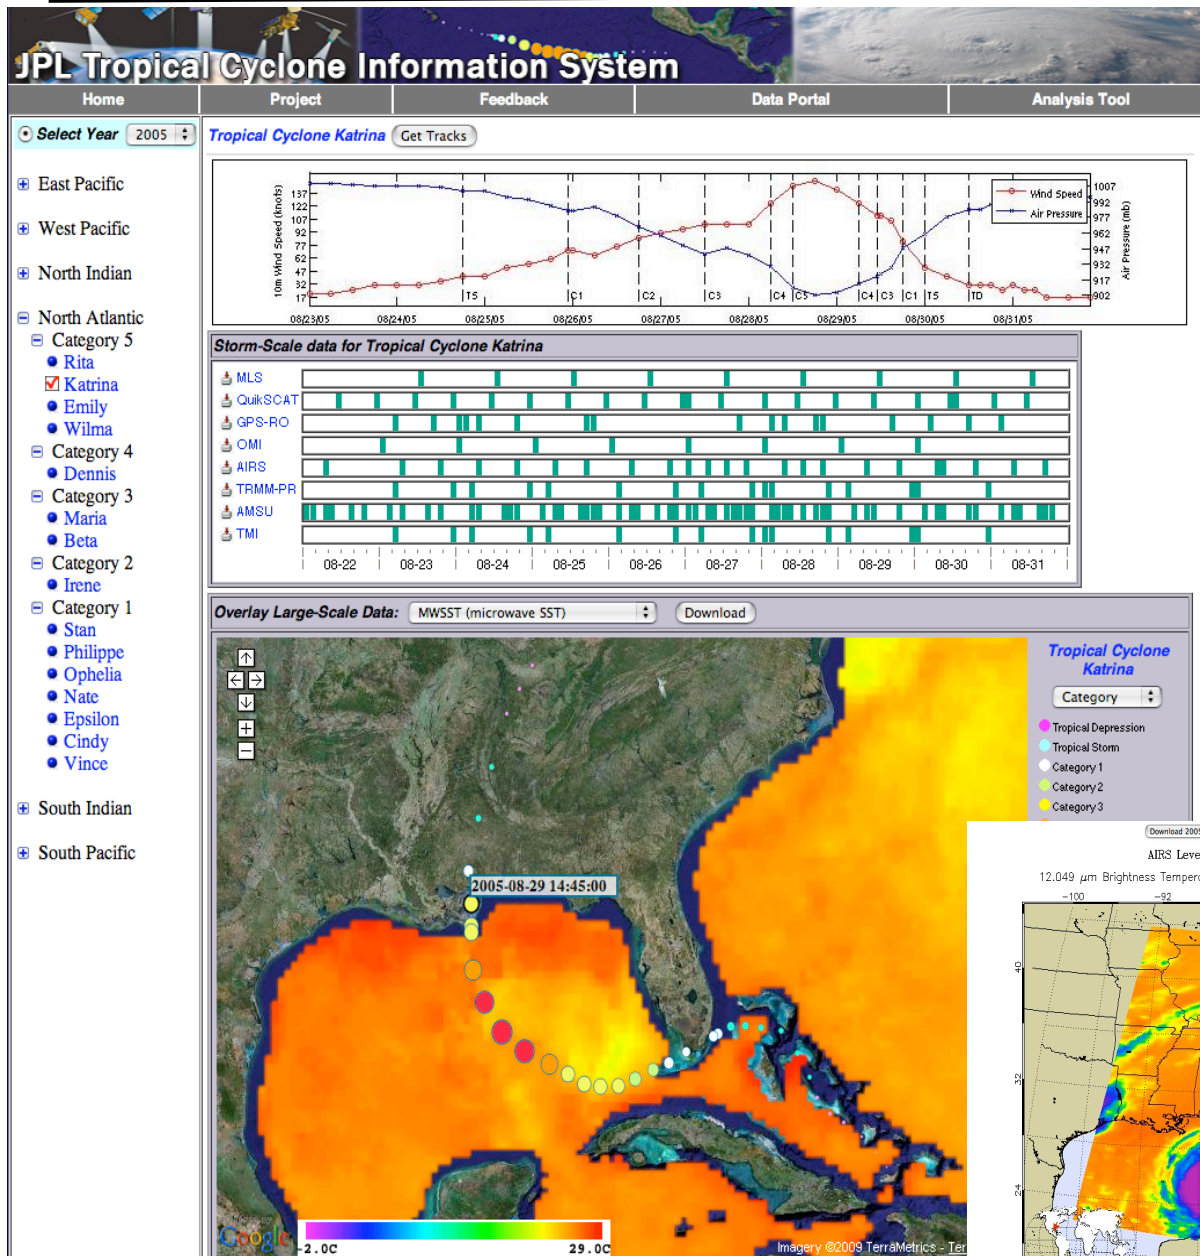 JPL Tropical Cyclone Information System
Home Project Feedback Data Portal Analysis Tool
Select Year 2005
East Pacific
West Pacific
North Indian
North Atlantic
Category 5
Rita
Katrina
Emily
Wilma
Category 4
Dennis
Category 3
Maria
Beta
Category 2
Irene
Category 1
Stan
Philippe
Ophelia
Nate
Epsilon
Cindy
Vince
South Indian
South Pacific
Tropical Cyclone Katrina Get Tracks
10m Wind Speed (knots)
137
122
107
92
77
62
47
32
17
Wind Speed
Air Pressure
1007
992
977
962
947
932
917
902
Air Pressure (mb)
TS C1 C2 C3 C4 C5 C4 C3 C1 TS TD
08/23/05 08/24/05 08/25/05 08/26/05 08/27/05 08/28/05 08/29/05 08/30/05 08/31/05
Storm-Scale data for Tropical Cyclone Katrina
MLS
QuikSCAT
GPS-RO
OMI
AIRS
TRMM-PR
AMSU
TMI
08-22 08-23 08-24 08-25 08-26 08-27 08-28 08-29 08-30 08-31
Overlay Large-Scale Data: MWSST (microwave SST) Download
2005-08-29 14:45:00
Google
-2.0C 29.0C
Imagery ©2009 TerraMetrics - Ter
Tropical Cyclone
Katrina
Category
Tropical Depression
Tropical Storm
Category 1
Category 2
Category 3
Download 2005
AIRS Leve
12.049 μm Brightness Tempera
-100 -92
40
32
24